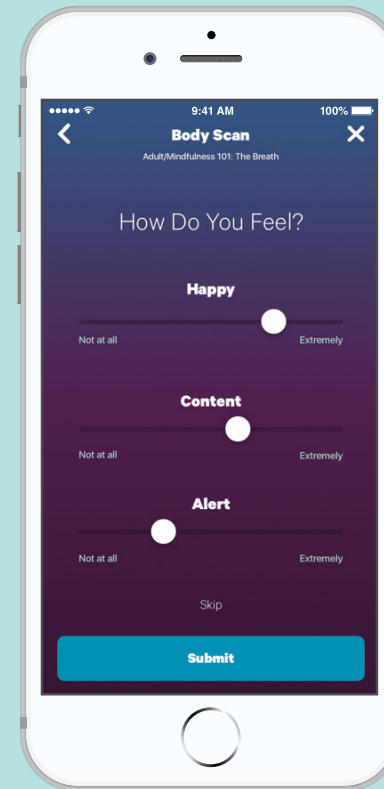 9:41 AM 100%
Body Scan
Adult/Mindfulness 101: The Breath
How Do You Feel?
Happy
Not at all Extremely
Content
Not at all Extremely
Alert
Not at all Extremely
Skip
Submit